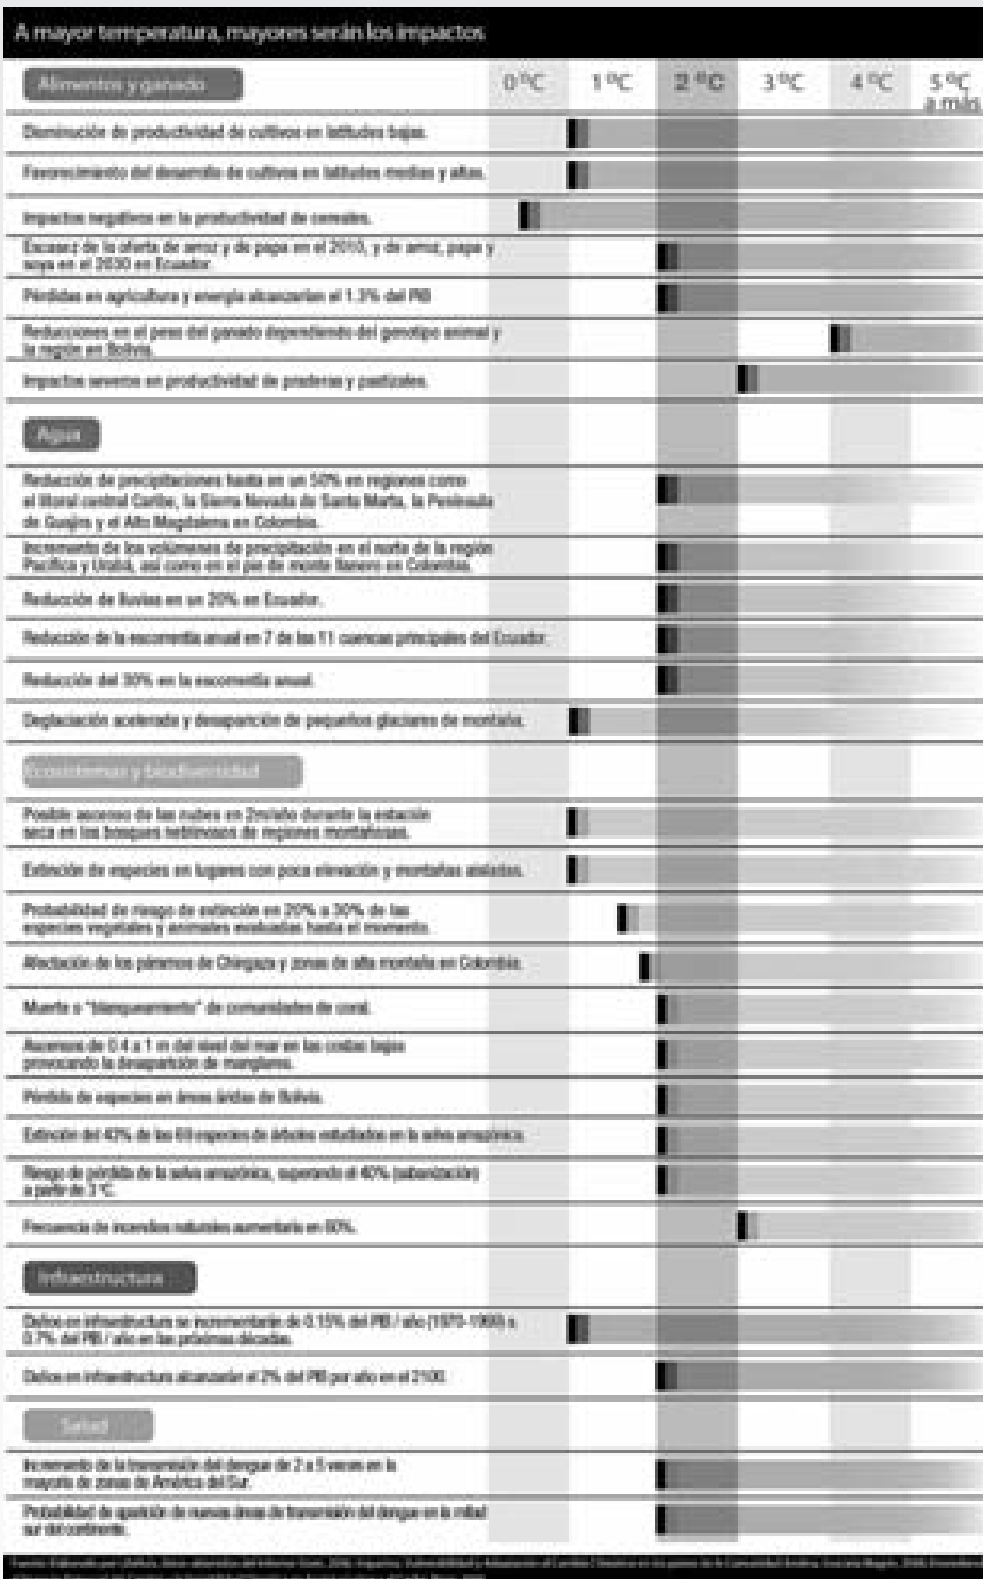 A mayor temperatura, mayores serán los impactos
Alimentos y ganado
0 ºC 1 ºC 2 ºC 3 ºC 4 ºC 5 ºC
a más
Disminución de productividad de cultivos en latitudes bajas.
Favorecimiento del desarrollo de cultivos en latitudes medias y altas.
Impactos negativos en la productividad de cereales.
Escasez de la oferta de arroz y de papa en el 2010, y de arroz, papa y
soya en el 2030 en Ecuador.
Pérdidas en agricultura y energía alcanzarían el 1.3% del PIB
Reducciones en el peso del ganado dependiendo del genotipo animal y
la región en Bolivia.
Impactos severos en productividad de praderas y pastizales.
Agua
Reducción de precipitaciones hasta en un 50% en regiones como
el litoral central Caribe, la Sierra Nevada de Santa Marta, la Península
de Guajira y el Alto Magdalena en Colombia.
Incremento de los volúmenes de precipitación en el norte de la región
Pacífica y Urabá, así como en el pie de monte llanero en Colombia.
Reducción de lluvias en un 20% en Ecuador.
Reducción de la escorrentía anual en 7 de las 11 cuencas principales del Ecuador.
Reducción del 30% en la escorrentía anual.
Deglaciación acelerada y desaparición de pequeños glaciares de montaña.
Ecosistemas y biodiversidad
Posible ascenso de las nubes en 2m/año durante la estación
seca en los bosques neblinosos de regiones montañosas.
Extinción de especies en lugares con poca elevación y montañas aisladas.
Probabilidad de riesgo de extinción en 20% a 30% de las
especies vegetales y animales evaluadas hasta el momento.
Afectación de los páramos de Chingaza y zonas de alta montaña en Colombia.
Muerte o "blanqueamiento" de comunidades de coral.
Ascensos de 0.4 a 1 m del nivel del mar en las costas bajas
provocando la desaparición de manglares.
Pérdida de especies en áreas áridas de Bolivia.
Extinción del 43% de las 69 especies de árboles estudiados en la selva amazónica.
Riesgo de pérdida de la selva amazónica, superando el 40% (sabanización)
a partir de 3 ºC.
Frecuencia de incendios naturales aumentaría en 60%.
Infraestructura
Daños en infraestructura se incrementarán de 0.15% del PIB / año (1970-1990) a
0.7% del PIB / año en las próximas décadas.
Daños en infraestructura alcanzarían el 2% del PIB por año en el 2100.
Salud
Incremento de la transmisión del dengue de 2 a 5 veces en la
mayoría de zonas de América del Sur.
Probabilidad de aparición de nuevas áreas de transmisión del dengue en la mitad
sur del continente.